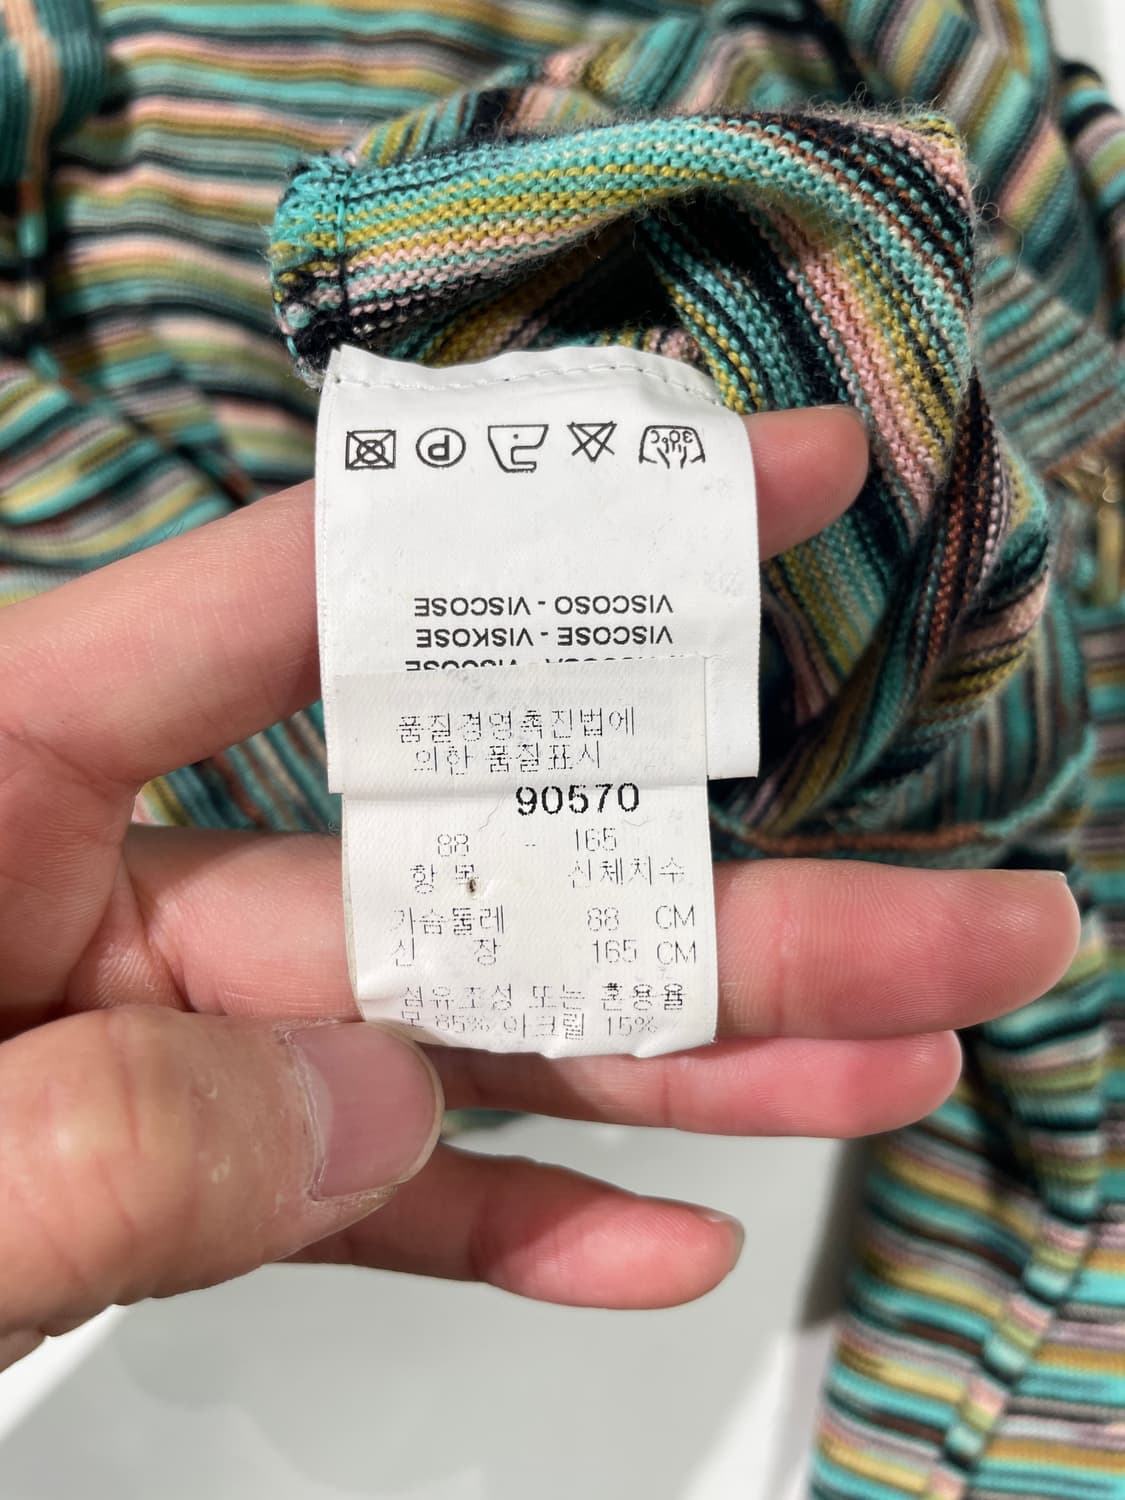 30°C
VISCOSO - VISCOSE
VISCOSE - VISKOSE
품질경영촉진법에
의한 품질표시
90570
88 - 165
항 목 신체치수
가슴둘레 88 CM
신 장 165 CM
섬유조성 또는 혼용율
모 85% 아크릴 15%